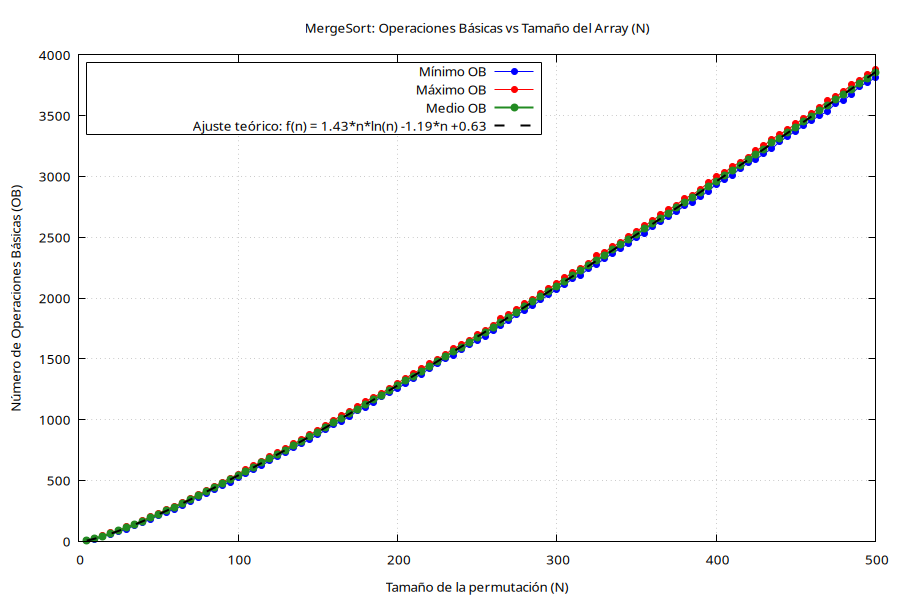 MergeSort: Operaciones Básicas vs Tamaño del Array (N)
4000
3500
3000
2500
2000
1500
1000
500
0
Número de Operaciones Básicas (OB)
Mínimo OB
Máximo OB
Medio OB
Ajuste teórico: f(n) = 1.43*n*ln(n) -1.19*n +0.63
0 100 200 300 400 500
Tamaño de la permutación (N)